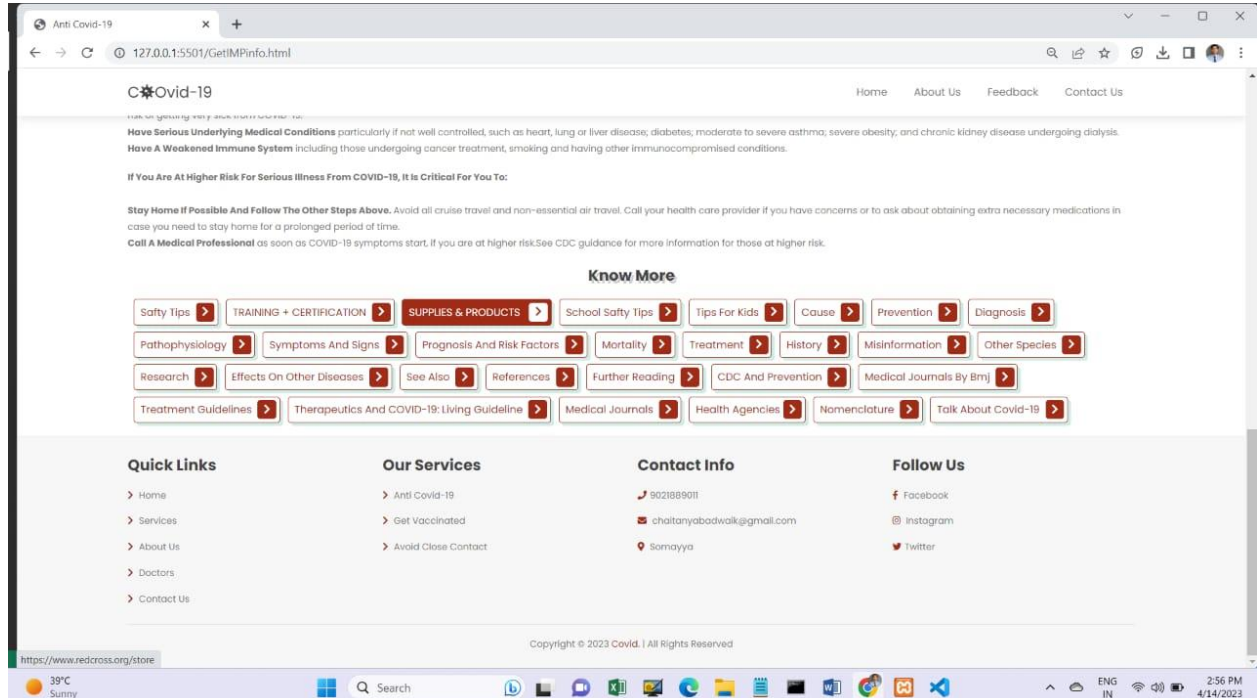 Anti Covid-19
127.0.0.1:5501/GetIMPinfo.html
COvid-19
Home About Us Feedback Contact Us
risk of getting very sick from COVID-19.
Have Serious Underlying Medical Conditions particularly if not well controlled, such as heart, lung or liver disease; diabetes; moderate to severe asthma; severe obesity; and chronic kidney disease undergoing dialysis.
Have A Weakened Immune System including those undergoing cancer treatment, smoking and having other immunocompromised conditions.
If You Are At Higher Risk For Serious Illness From COVID-19, It Is Critical For You To:
Stay Home If Possible And Follow The Other Steps Above. Avoid all cruise travel and non-essential air travel. Call your health care provider if you have concerns or to ask about obtaining extra necessary medications in
case you need to stay home for a prolonged period of time.
Call A Medical Professional as soon as COVID-19 symptoms start, if you are at higher risk.See CDC guidance for more information for those at higher risk.
Know More
Safty Tips TRAINING + CERTIFICATION SUPPLIES & PRODUCTS School Safty Tips Tips For Kids Cause Prevention Diagnosis
Pathophysiology Symptoms And Signs Prognosis And Risk Factors Mortality Treatment History Misinformation Other Species
Research Effects On Other Diseases See Also References Further Reading CDC And Prevention Medical Journals By Bmj
Treatment Guidelines Therapeutics And COVID-19: Living Guideline Medical Journals Health Agencies Nomenclature Talk About Covid-19
Quick Links Our Services Contact Info Follow Us
Home Anti Covid-19 9021889011 Facebook
Services Get Vaccinated chaitanyabadwaik@gmail.com Instagram
About Us Avoid Close Contact Somayya Twitter
Doctors
Contact Us
Copyright © 2023 Covid. | All Rights Reserved
https://www.redcross.org/store
39°C
Sunny
Search
ENG
IN
2:56 PM
4/14/2023